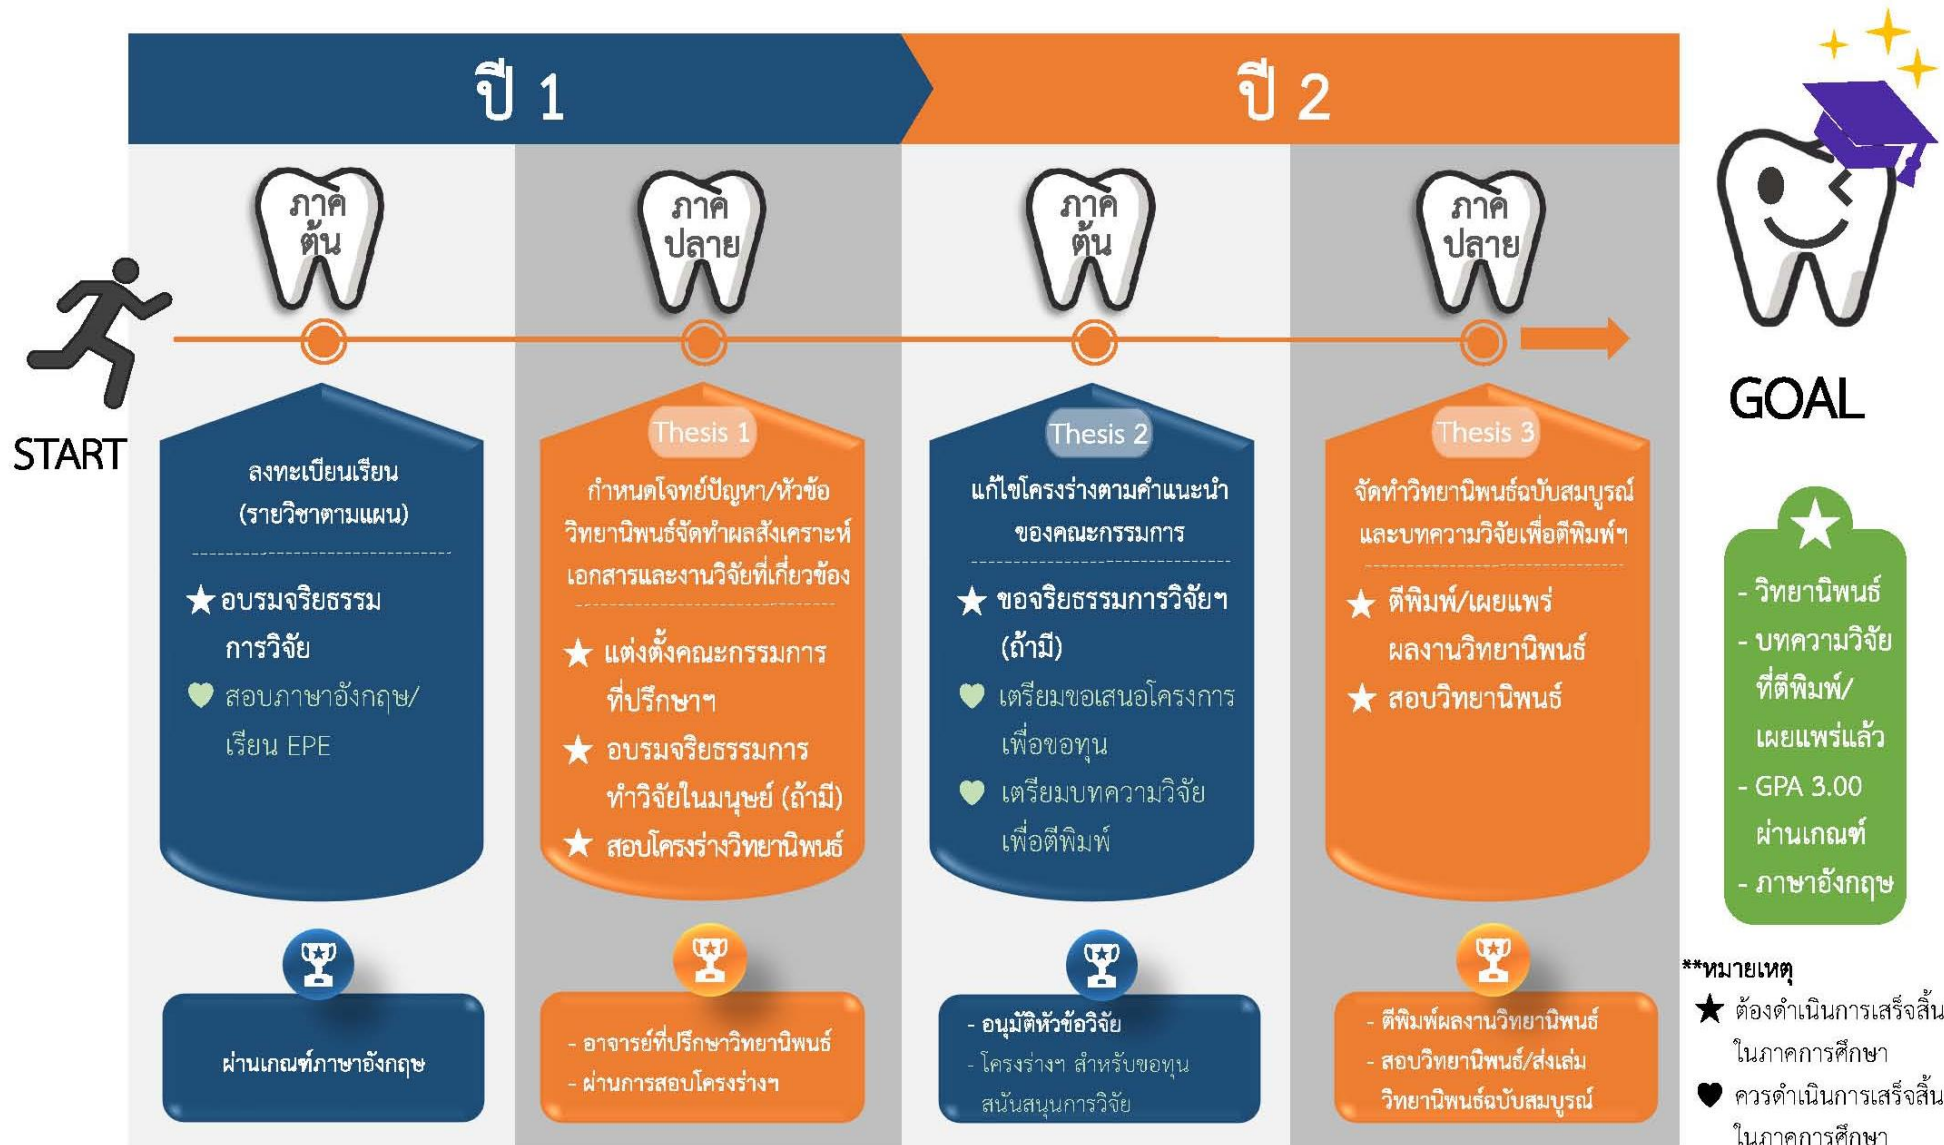 ปี 1
ปี 2
START
ภาค
ต้น
ลงทะเบียนเรียน
(รายวิชาตามแผน)
อบรมจริยธรรม
การวิจัย
สอบภาษาอังกฤษ/
เรียน EPE
ผ่านเกณฑ์ภาษาอังกฤษ
ภาค
ปลาย
Thesis 1
กำหนดโจทย์ปัญหา/หัวข้อ
วิทยานิพนธ์จัดทำผลสังเคราะห์
เอกสารและงานวิจัยที่เกี่ยวข้อง
แต่งตั้งคณะกรรมการ
ที่ปรึกษาฯ
อบรมจริยธรรมการ
ทำวิจัยในมนุษย์ (ถ้ามี)
สอบโครงร่างวิทยานิพนธ์
- อาจารย์ที่ปรึกษาวิทยานิพนธ์
- ผ่านการสอบโครงร่างฯ
ภาค
ต้น
Thesis 2
แก้ไขโครงร่างตามคำแนะนำ
ของคณะกรรมการ
ขอจริยธรรมการวิจัยฯ
(ถ้ามี)
เตรียมขอเสนอโครงการ
เพื่อขอทุน
เตรียมบทความวิจัย
เพื่อตีพิมพ์
- อนุมัติหัวข้อวิจัย
- โครงร่างฯ สำหรับขอทุน
สนันสนุนการวิจัย
ภาค
ปลาย
Thesis 3
จัดทำวิทยานิพนธ์ฉบับสมบูรณ์
และบทความวิจัยเพื่อตีพิมพ์ฯ
ตีพิมพ์/เผยแพร่
ผลงานวิทยานิพนธ์
สอบวิทยานิพนธ์
- ตีพิมพ์ผลงานวิทยานิพนธ์
- สอบวิทยานิพนธ์/ส่งเล่ม
วิทยานิพนธ์ฉบับสมบูรณ์
GOAL
- วิทยานิพนธ์
- บทความวิจัย
ที่ตีพิมพ์/
เผยแพร่แล้ว
- GPA 3.00
ผ่านเกณฑ์
- ภาษาอังกฤษ
**หมายเหตุ
★ ต้องดำเนินการเสร็จสิ้น
ในภาคการศึกษา
♥ ควรดำเนินการเสร็จสิ้น
ในภาคการศึกษา